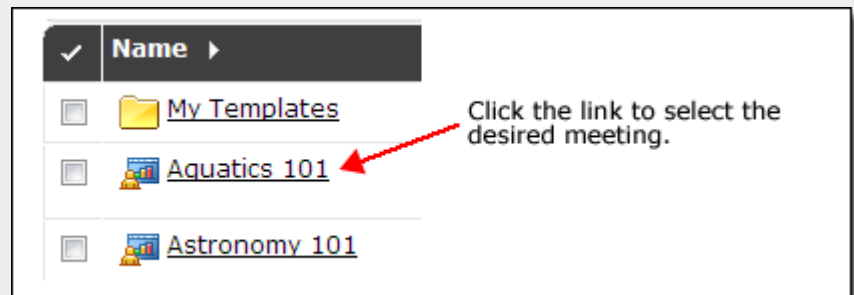 Name
My Templates
Click the link to select the
desired meeting.
Aquatics 101
Astronomy 101